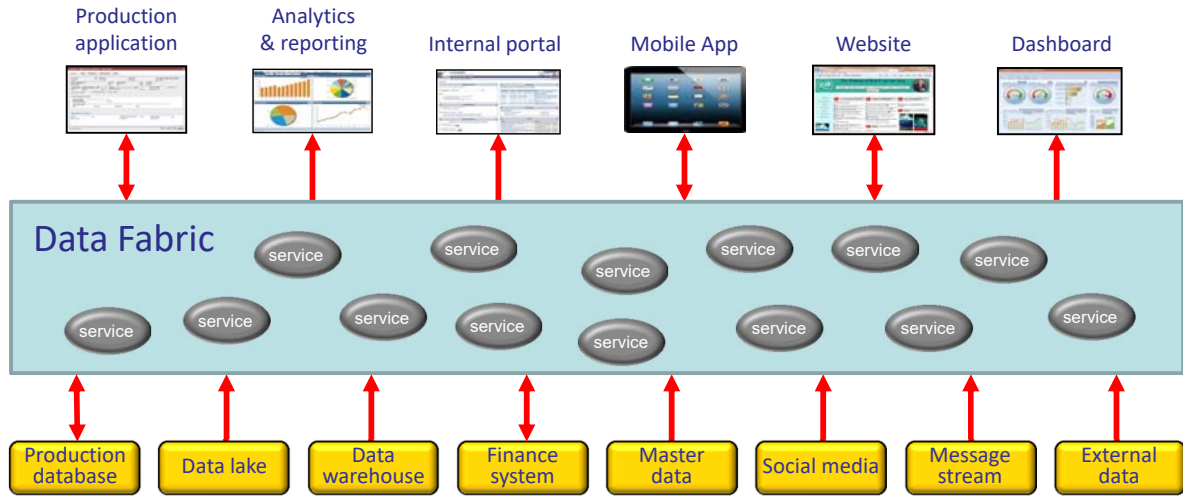 Production
application
Analytics
& reporting
Internal portal
Mobile App
Website
Dashboard
Data Fabric
service
service
service
service
service
service
service
service
service
service
service
service
service
service
Production
database
Data lake
Data
warehouse
Finance
system
Master
data
Social media
Message
stream
External
data